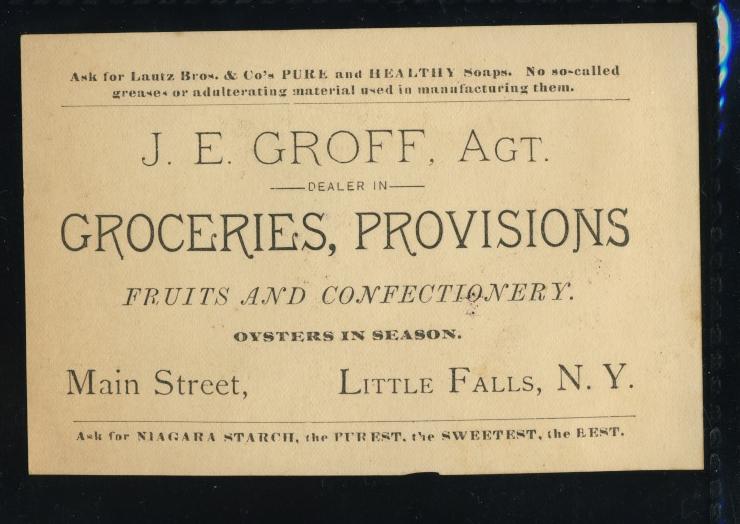 Ask for Lautz Bros. & Co's PURE and HEALTHY Soaps. No so-called
greases or adulterating material used in manufacturing them.
J. E. GROFF, AGT.
DEALER IN
GROCERIES, PROVISIONS
FRUITS AND CONFECTIONERY.
OYSTERS IN SEASON.
Main Street, LITTLE FALLS, N. Y.
Ask for NIAGARA STARCH, the PUREST, the SWEETEST, the BEST.